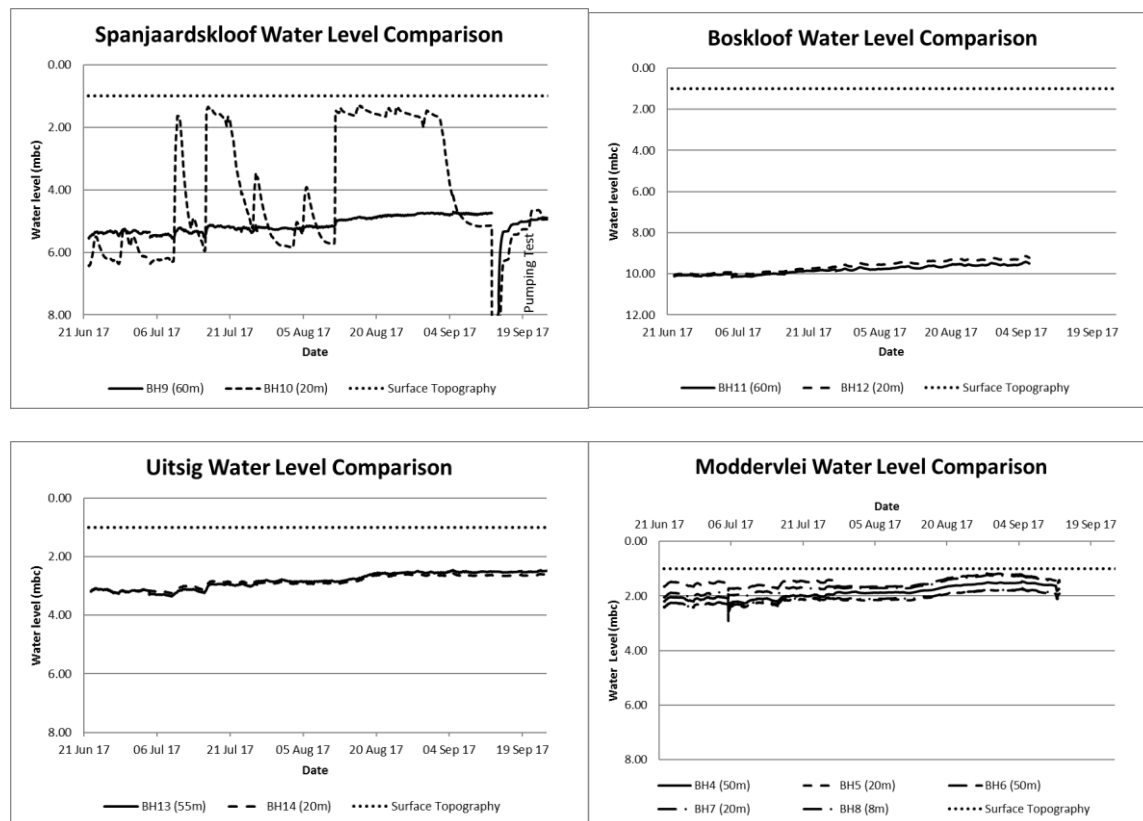 Spanjaardskloof Water Level Comparison
0.00
2.00
4.00
6.00
8.00
Water level (mbc)
Pumping Test
21 Jun 17 06 Jul 17 21 Jul 17 05 Aug 17 20 Aug 17 04 Sep 17 19 Sep 17
Date
BH9 (60m) BH10 (20m) Surface Topography
Boskloof Water Level Comparison
0.00
2.00
4.00
6.00
8.00
10.00
12.00
Water level (mbc)
21 Jun 17 06 Jul 17 21 Jul 17 05 Aug 17 20 Aug 17 04 Sep 17 19 Sep 17
Date
BH11 (60m) BH12 (20m) Surface Topography
Uitsig Water Level Comparison
0.00
2.00
4.00
6.00
8.00
Water level (mbc)
21 Jun 17 06 Jul 17 21 Jul 17 05 Aug 17 20 Aug 17 04 Sep 17 19 Sep 17
Date
BH13 (55m) BH14 (20m) Surface Topography
Moddervlei Water Level Comparison
Date
21 Jun 17 06 Jul 17 21 Jul 17 05 Aug 17 20 Aug 17 04 Sep 17 19 Sep 17
0.00
2.00
4.00
6.00
8.00
Water Level (mbc)
BH4 (50m) BH5 (20m) BH6 (50m)
BH7 (20m) BH8 (8m) Surface Topography